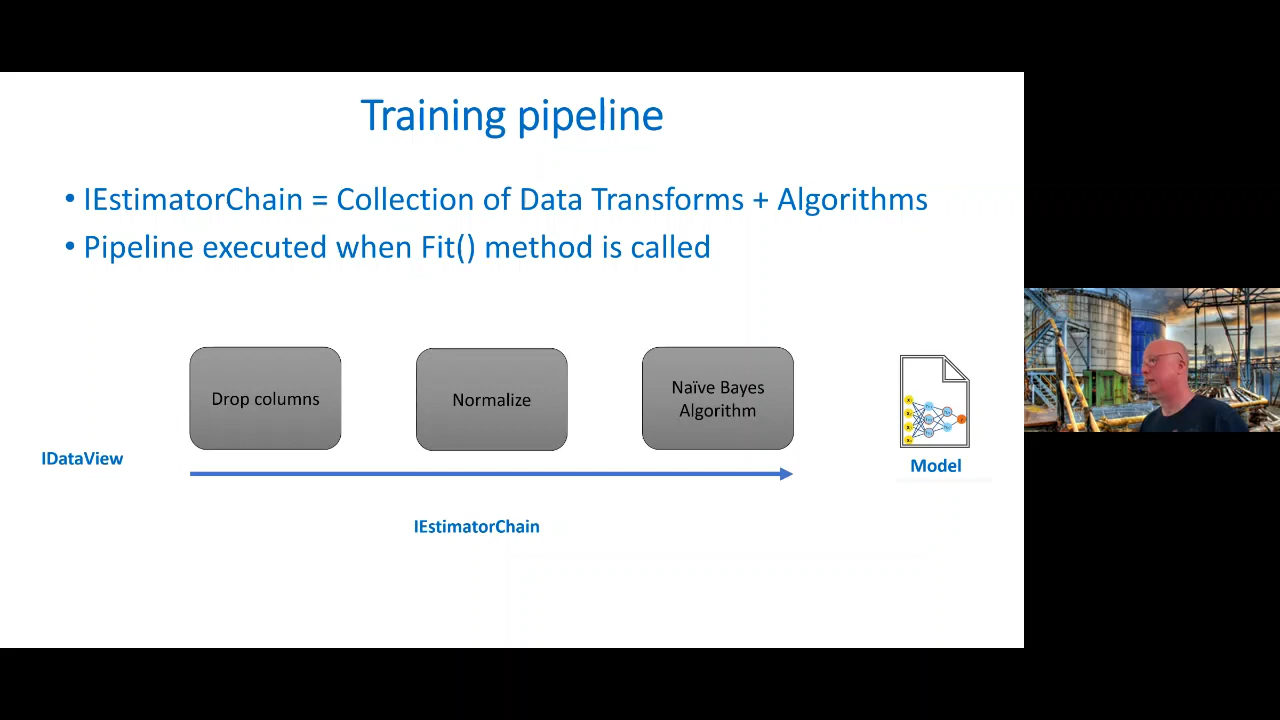 Training pipeline
• IEstimatorChain = Collection of Data Transforms + Algorithms
• Pipeline executed when Fit() method is called
Drop columns
Normalize
Naïve Bayes
Algorithm
IDataView
Model
IEstimatorChain